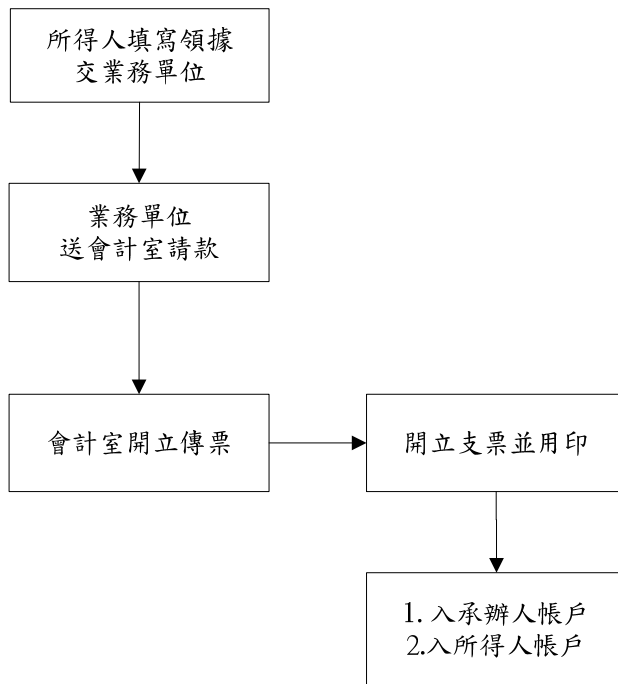 所得人填寫領據
交業務單位
業務單位
送會計室請款
會計室開立傳票
開立支票並用印
1. 入承辦人帳戶
2.入所得人帳戶